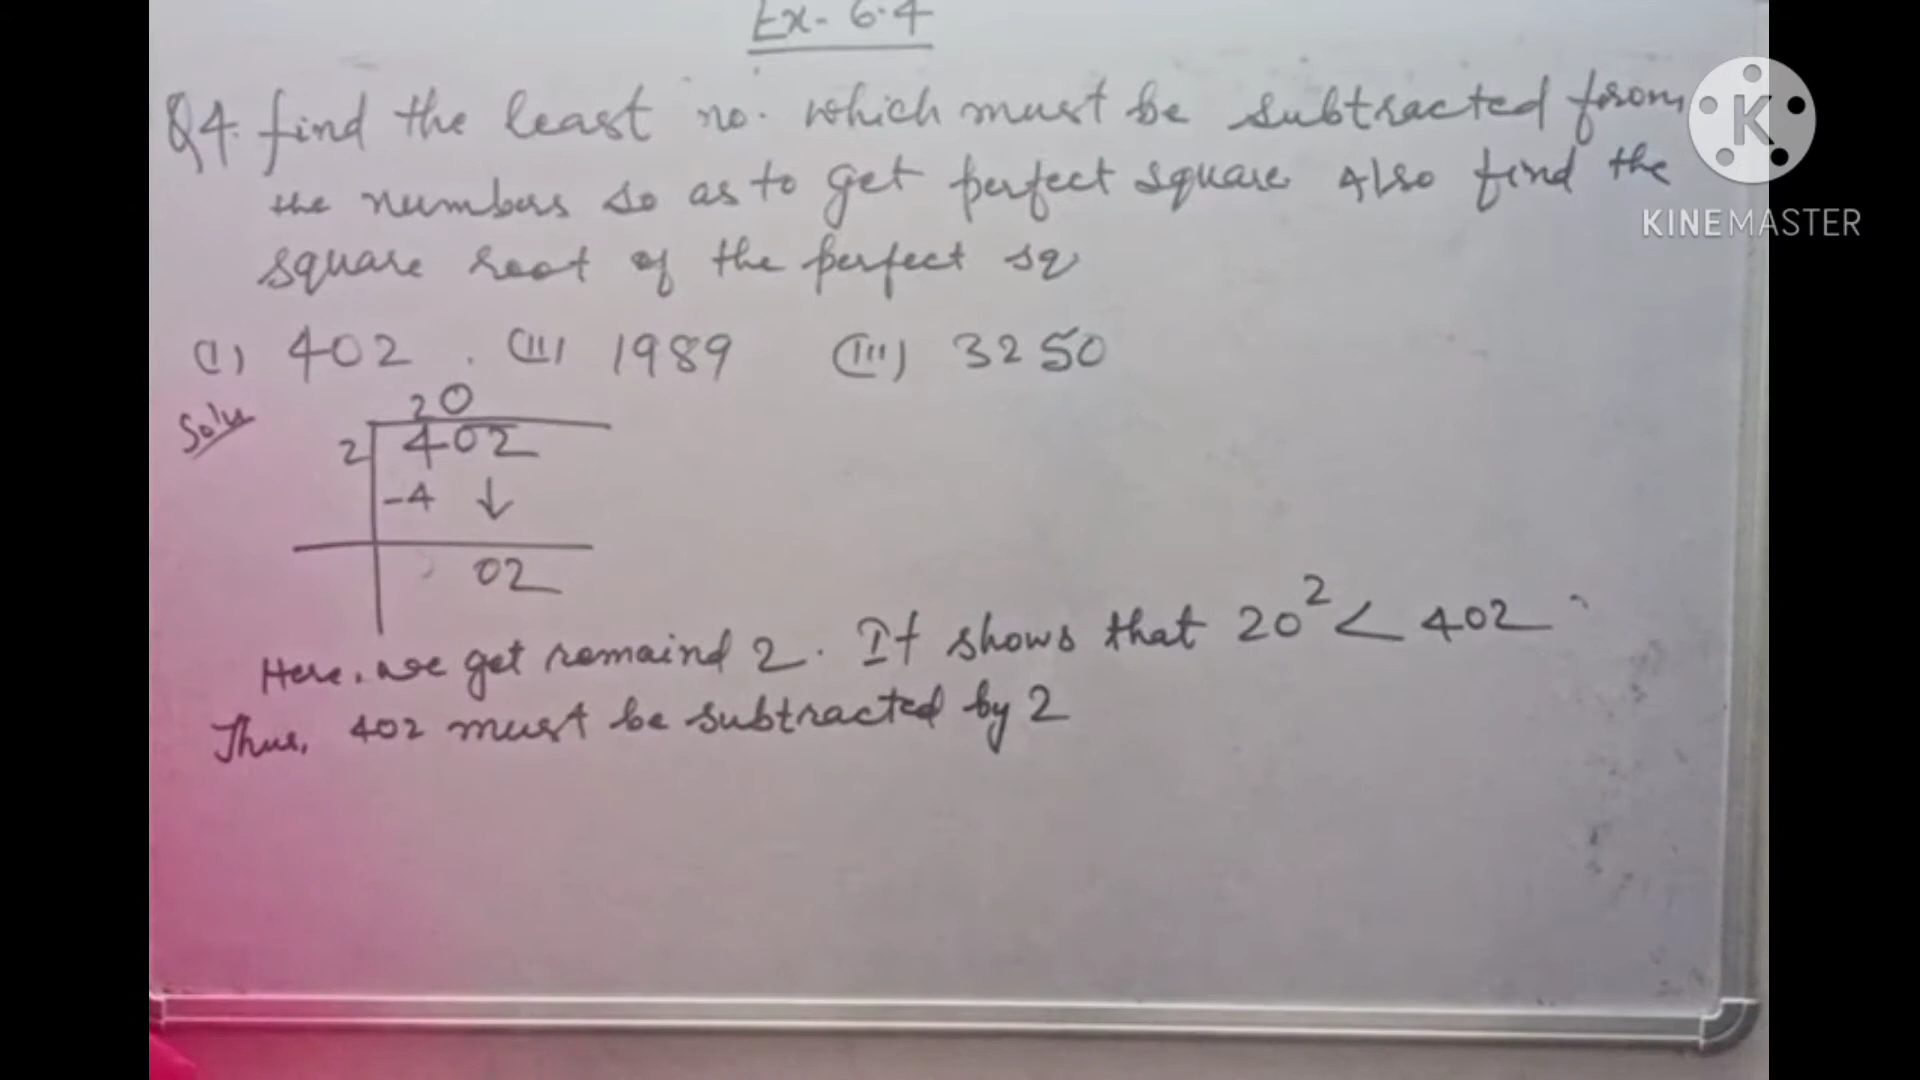 Ex- 6.4
Q4. find the least no. which must be subtracted from
the numbers so as to get perfect square Also find the
square root of the perfect sq
(I) 402 . (II) 1989 (III) 3250
Solu
20
2 402
-4 ↓
02
Here, we get remaind 2. It shows that 20² < 402
Thus, 402 must be subtracted by 2
K
KINEMASTER